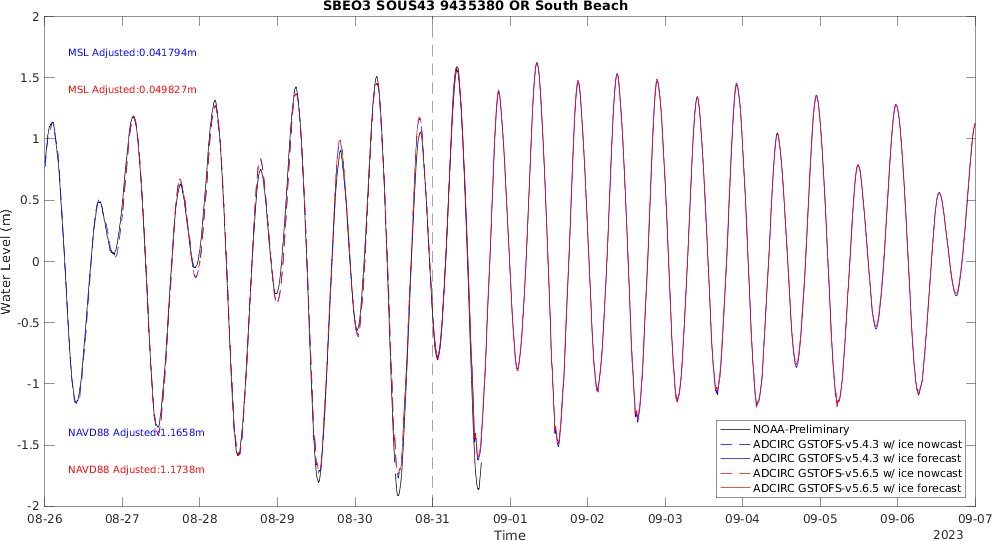 SBEO3 SOUS43 9435380 OR South Beach
MSL Adjusted:0.041794m
MSL Adjusted:0.049827m
NAVD88 Adjusted:1.1658m
NAVD88 Adjusted:1.1738m
Water Level (m)
2
1.5
1
0.5
0
-0.5
-1
-1.5
-2
NOAA-Preliminary
ADCIRC GSTOFS-v5.4.3 w/ ice nowcast
ADCIRC GSTOFS-v5.4.3 w/ ice forecast
ADCIRC GSTOFS-v5.6.5 w/ ice nowcast
ADCIRC GSTOFS-v5.6.5 w/ ice forecast
08-26 08-27 08-28 08-29 08-30 08-31 09-01 09-02 09-03 09-04 09-05 09-06 09-07
Time
2023